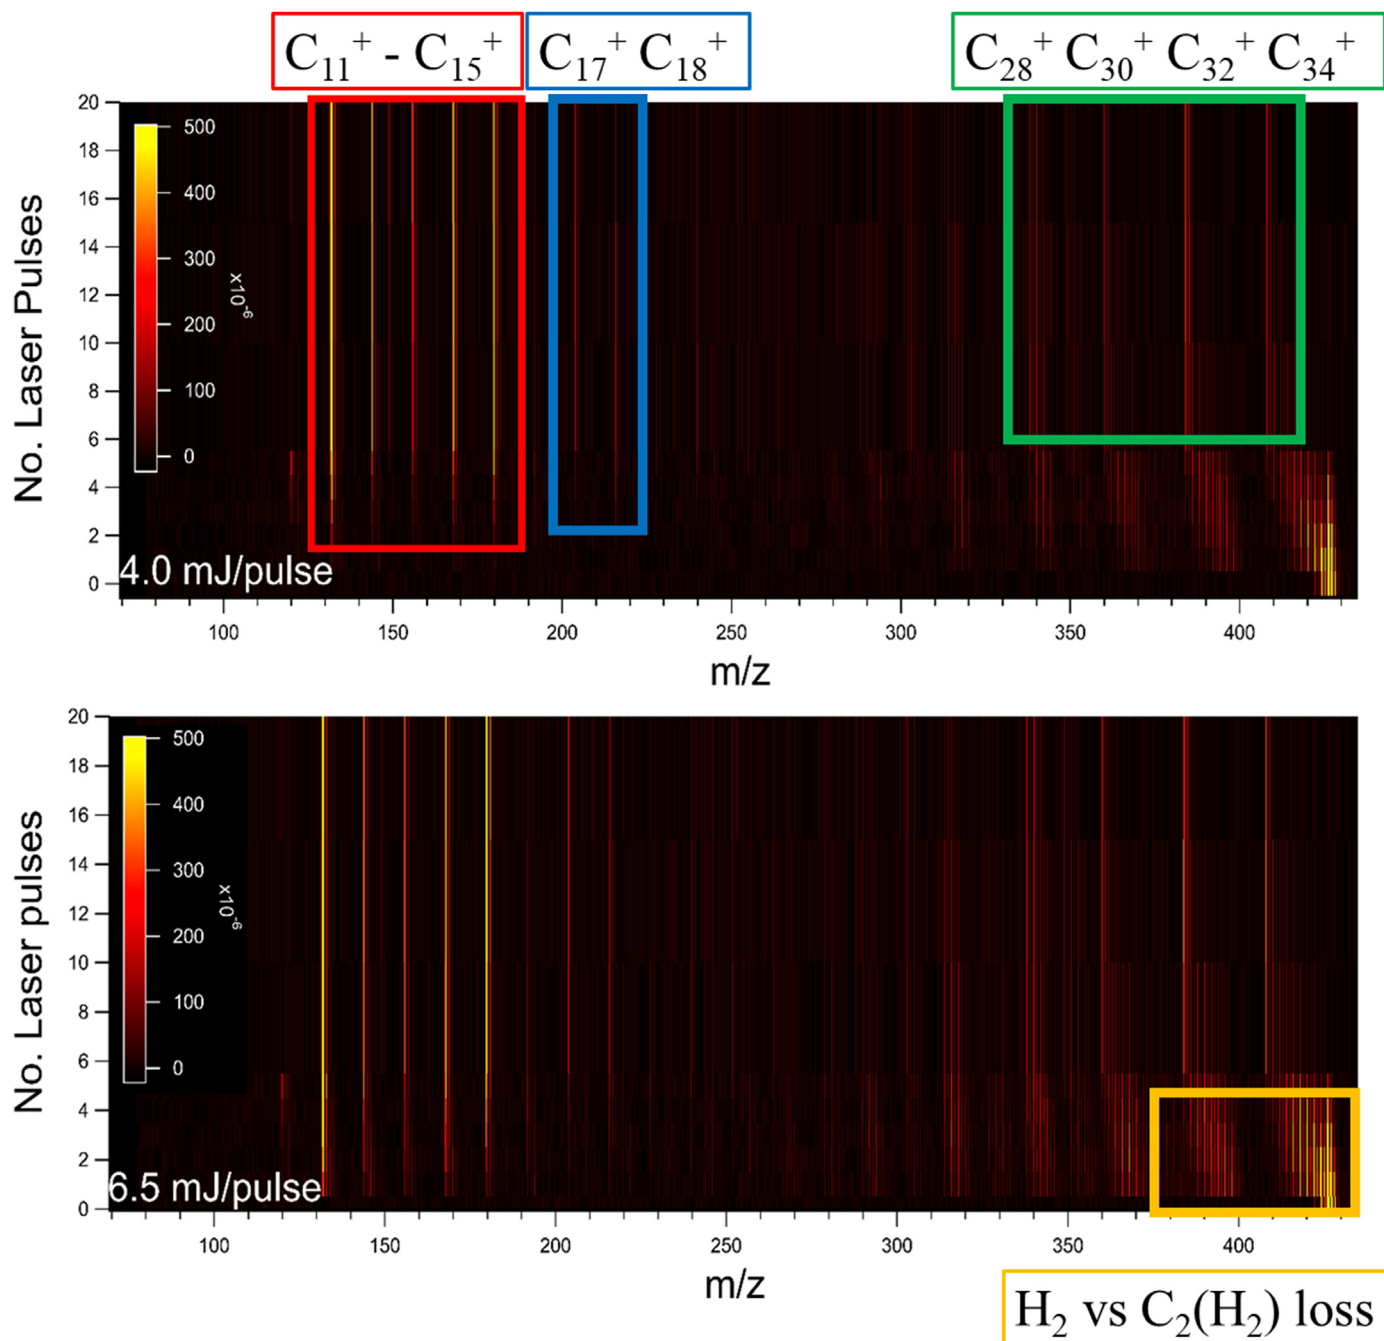 C₁₁⁺ - C₁₅⁺ C₁₇⁺ C₁₈⁺ C₂₈⁺ C₃₀⁺ C₃₂⁺ C₃₄⁺
No. Laser Pulses
20
18
16
14
12
10
8
6
4
2
0
500
400
300
200
100
0
x10⁻⁶
4.0 mJ/pulse
100 150 200 250 300 350 400
m/z
No. Laser pulses
20
18
16
14
12
10
8
6
4
2
0
500
400
300
200
100
0
x10⁻⁶
6.5 mJ/pulse
100 150 200 250 300 350 400
m/z
H₂ vs C₂(H₂) loss